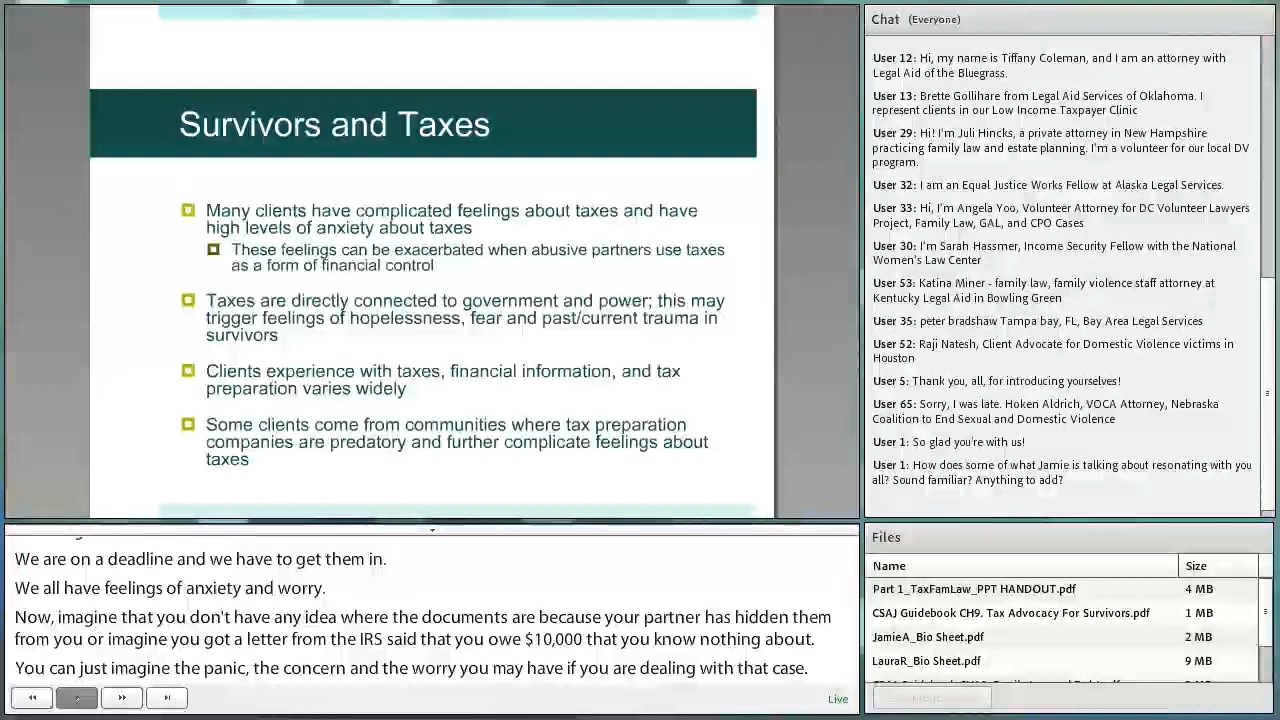 Survivors and Taxes
Many clients have complicated feelings about taxes and have
high levels of anxiety about taxes
These feelings can be exacerbated when abusive partners use taxes
as a form of financial control
Taxes are directly connected to government and power; this may
trigger feelings of hopelessness, fear and past/current trauma in
survivors
Clients experience with taxes, financial information, and tax
preparation varies widely
Some clients come from communities where tax preparation
companies are predatory and further complicate feelings about
taxes
We are on a deadline and we have to get them in.
We all have feelings of anxiety and worry.
Now, imagine that you don't have any idea where the documents are because your partner has hidden them
from you or imagine you got a letter from the IRS said that you owe $10,000 that you know nothing about.
You can just imagine the panic, the concern and the worry you may have if you are dealing with that case.
Live
Chat (Everyone)
User 12: Hi, my name is Tiffany Coleman, and I am an attorney with
Legal Aid of the Bluegrass.
User 13: Brette Gollihare from Legal Aid Services of Oklahoma. I
represent clients in our Low Income Taxpayer Clinic
User 29: Hi! I'm Juli Hincks, a private attorney in New Hampshire
practicing family law and estate planning. I'm a volunteer for our local DV
program.
User 32: I am an Equal Justice Works Fellow at Alaska Legal Services.
User 33: Hi, I'm Angela Yoo, Volunteer Attorney for DC Volunteer Lawyers
Project, Family Law, GAL, and CPO Cases
User 30: I'm Sarah Hassmer, Income Security Fellow with the National
Women's Law Center
User 53: Katina Miner - family law, family violence staff attorney at
Kentucky Legal Aid in Bowling Green
User 35: peter bradshaw Tampa bay, FL, Bay Area Legal Services
User 52: Raji Natesh, Client Advocate for Domestic Violence victims in
Houston
User 5: Thank you, all, for introducing yourselves!
User 65: Sorry, I was late. Hoken Aldrich, VOCA Attorney, Nebraska
Coalition to End Sexual and Domestic Violence
User 1: So glad you're with us!
User 1: How does some of what Jamie is talking about resonating with you
all? Sound familiar? Anything to add?
Files
Name Size
Part 1_TaxFamLaw_PPT HANDOUT.pdf 4 MB
CSAJ Guidebook CH9. Tax Advocacy For Survivors.pdf 1 MB
JamieA_Bio Sheet.pdf 2 MB
LauraR_Bio Sheet.pdf 9 MB